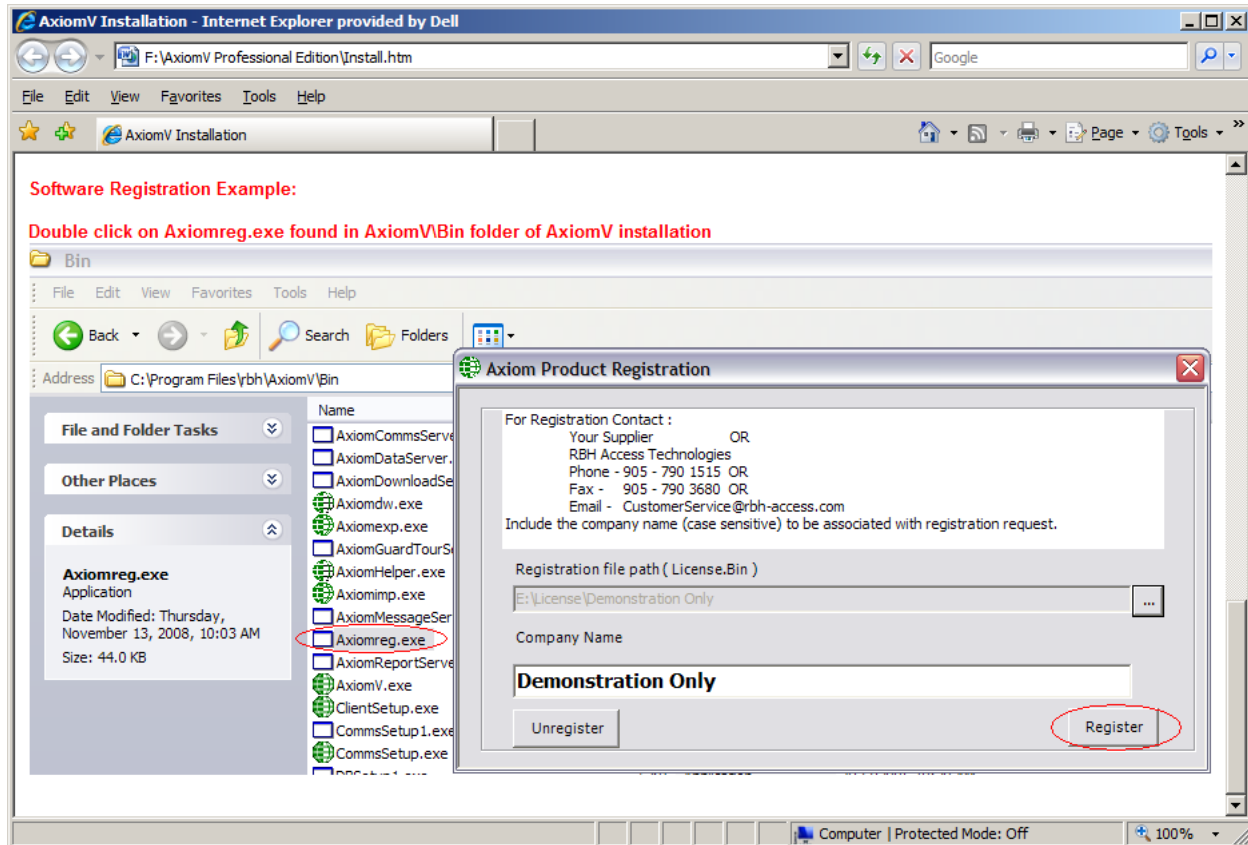 AxiomV Installation - Internet Explorer provided by Dell
F:\AxiomV Professional Edition\Install.htm
Google
File Edit View Favorites Tools Help
AxiomV Installation
Page Tools
Software Registration Example:
Double click on Axiomreg.exe found in AxiomV\Bin folder of AxiomV installation
Bin
File Edit View Favorites Tools Help
Back Search Folders
Address C:\Program Files\rbh\AxiomV\Bin
File and Folder Tasks
Other Places
Details
Axiomreg.exe
Application
Date Modified: Thursday,
November 13, 2008, 10:03 AM
Size: 44.0 KB
Name
AxiomCommsServe
AxiomDataServer.
AxiomDownloadSe
Axiomdw.exe
Axiomexp.exe
AxiomGuardTourS
AxiomHelper.exe
Axiomimp.exe
AxiomMessageSer
Axiomreg.exe
AxiomReportServe
AxiomV.exe
ClientSetup.exe
CommsSetup1.exe
CommsSetup.exe
Axiom Product Registration
For Registration Contact :
Your Supplier OR
RBH Access Technologies
Phone - 905 - 790 1515 OR
Fax - 905 - 790 3680 OR
Email - CustomerService@rbh-access.com
Include the company name (case sensitive) to be associated with registration request.
Registration file path ( License.Bin )
E:\License\Demonstration Only
...
Company Name
Demonstration Only
Unregister
Register
Computer | Protected Mode: Off
100%